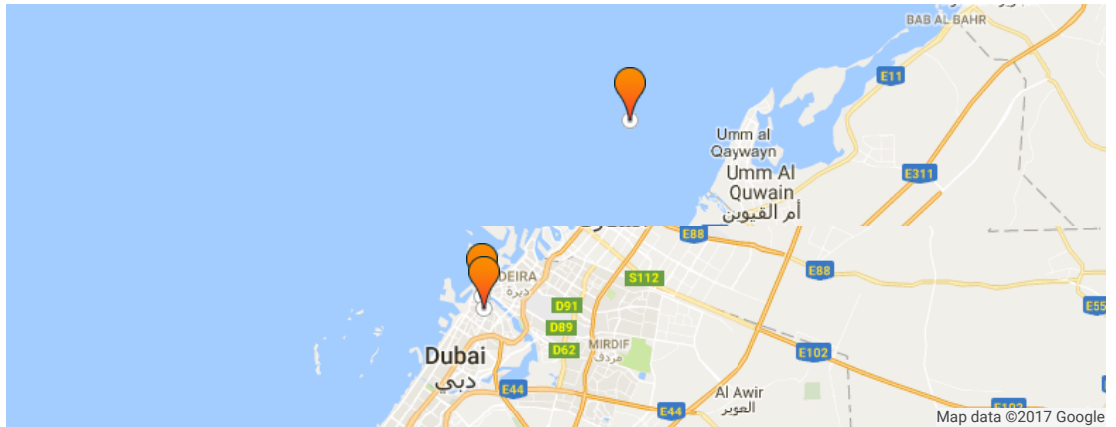 BAB AL BAHR
E11
Umm al
Qaywayn
E311
Umm Al
Quwain
أم القيوين
E88
E88
S112
DEIRA
ديرة
D91
E55
D89
MIRDIF
مردف
D62
E102
Dubai
دبي
E44
Al Awir
العوير
E44
E102
Map data ©2017 Google